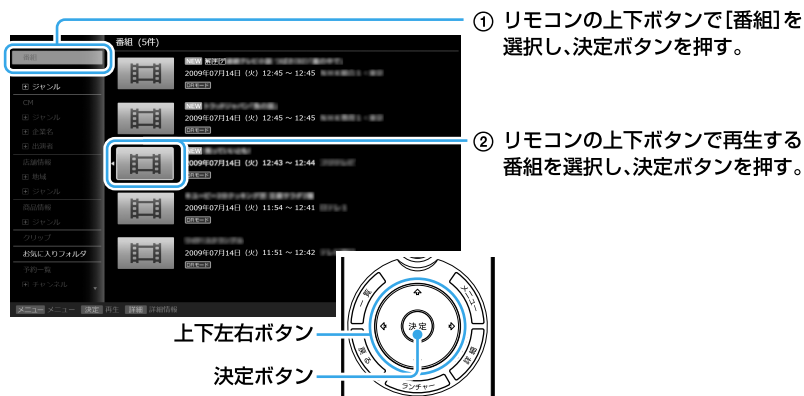 ① リモコンの上下ボタンで［番組］を
選択し、決定ボタンを押す。
番組 (5件)
番組
NEW 解 字 デ
2009年07月14日 (火) 12:45 ～ 12:45
DRモード
ジャンル
CM
NEW
ジャンル
2009年07月14日 (火) 12:45 ～ 12:45
企業名
DRモード
出演者
② リモコンの上下ボタンで再生する
番組を選択し、決定ボタンを押す。
NEW
店舗情報
2009年07月14日 (火) 12:43 ～ 12:44
地域
DRモード
ジャンル
商品情報
2009年07月14日 (火) 11:54 ～ 12:41
ジャンル
DRモード
クリップ
お気に入りフォルダ
2009年07月14日 (火) 11:51 ～ 12:42
予約一覧
DRモード
チャンネル
メニュー メニュー 決定 再生 詳細 詳細情報
一覧
メニュー
決定
戻る
詳細
ランチャー
上下左右ボタン
決定ボタン